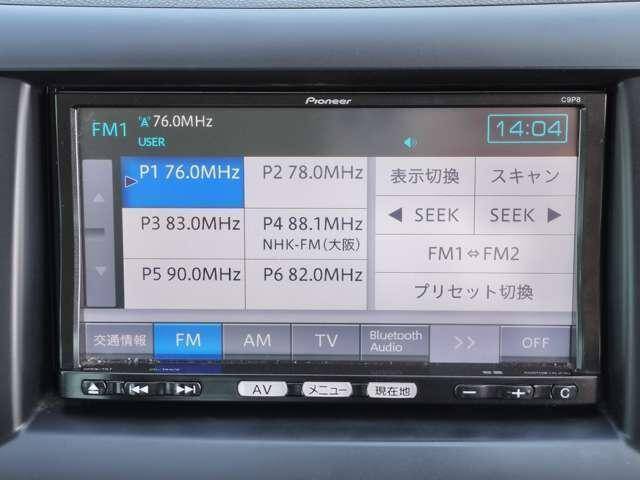 Pioneer
C9P8
FM1
76.0MHz
14:04
USER
P1 76.0MHz
P2 78.0MHz
P3 83.0MHz
P4 88.1MHz
NHK-FM(大阪)
P5 90.0MHz
P6 82.0MHz
表示切換
スキャン
◀ SEEK
SEEK ▶
FM1⇔FM2
プリセット切換
交通情報
FM
AM
TV
Bluetooth
Audio
>>
OFF
AV
メニュー
現在地
−
+
C